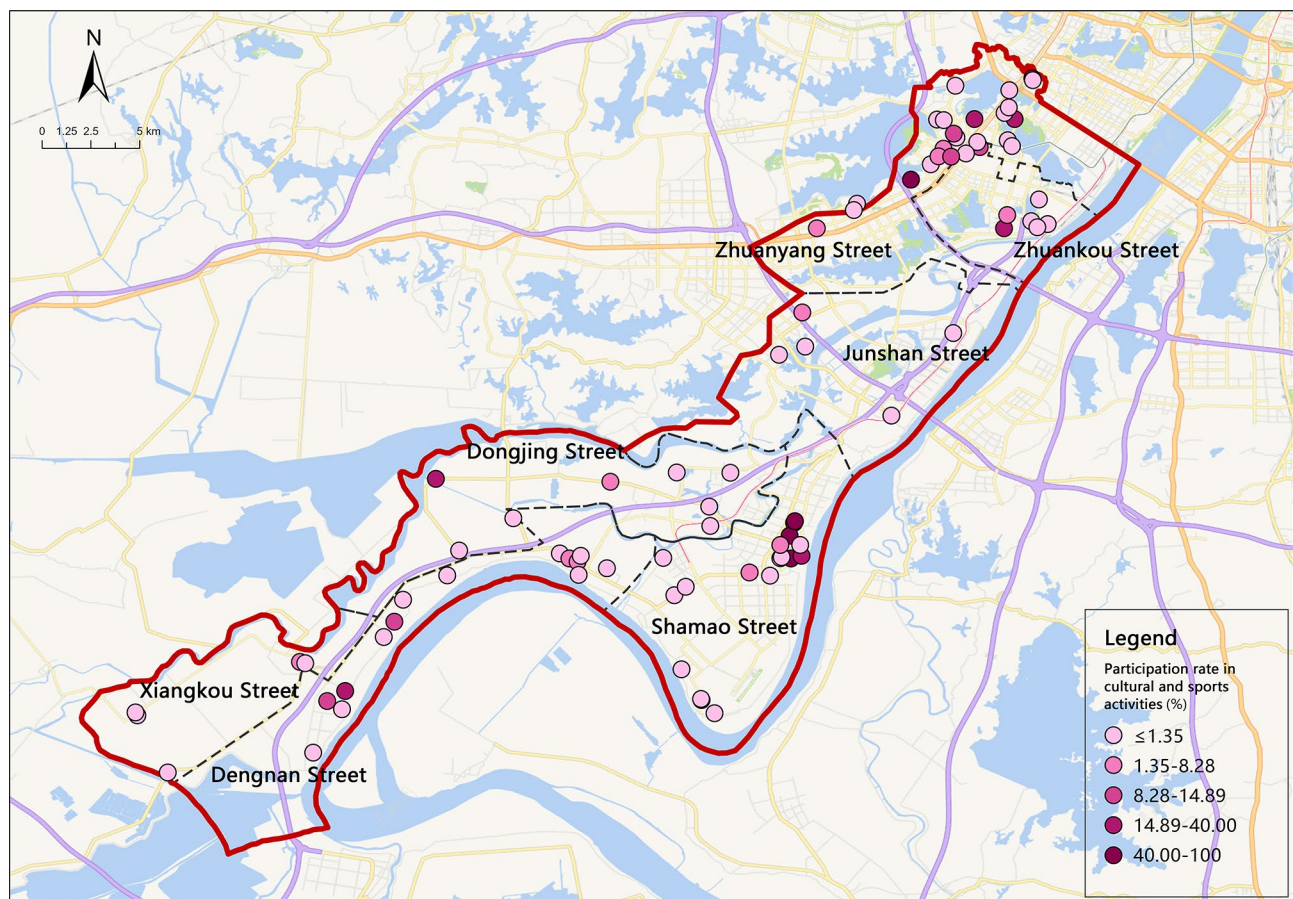 N
0 1.25 2.5 5 km
Zhuanyang Street
Zhuankou Street
Junshan Street
Dongjing Street
Shamao Street
Xiangkou Street
Dengnan Street
Legend
Participation rate in
cultural and sports
activities (%)
≤1.35
1.35-8.28
8.28-14.89
14.89-40.00
40.00-100